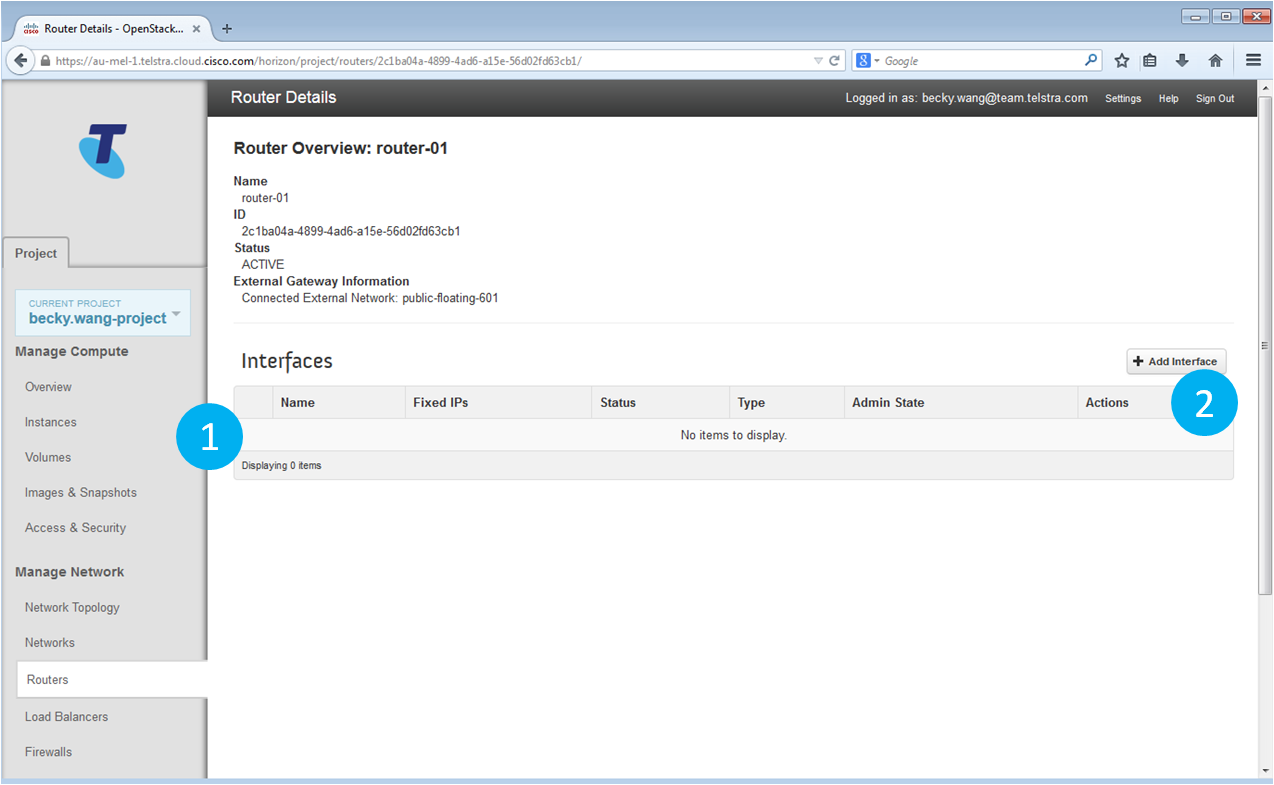 Router Details - OpenStack...
https://au-mel-1.telstra.cloud.cisco.com/horizon/project/routers/2c1ba04a-4899-4ad6-a15e-56d02fd63cb1/
Google
Router Details
Logged in as: becky.wang@team.telstra.com Settings Help Sign Out
T
Project
CURRENT PROJECT
becky.wang-project
Manage Compute
Overview
Instances
Volumes
Images & Snapshots
Access & Security
Manage Network
Network Topology
Networks
Routers
Load Balancers
Firewalls
Router Overview: router-01
Name
router-01
ID
2c1ba04a-4899-4ad6-a15e-56d02fd63cb1
Status
ACTIVE
External Gateway Information
Connected External Network: public-floating-601
Interfaces
+ Add Interface
Name Fixed IPs Status Type Admin State Actions
No items to display.
Displaying 0 items
1
2